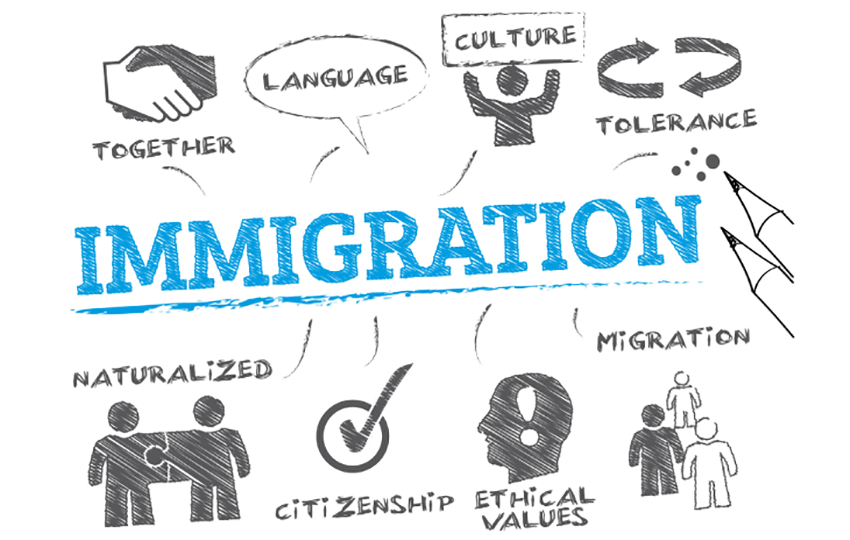 CULTURE
LANGUAGE
TOGETHER
TOLERANCE
IMMIGRATION
NATURALiZED
MiGRATiON
CiTiZENSHiP
ETHiCAL
VALUES